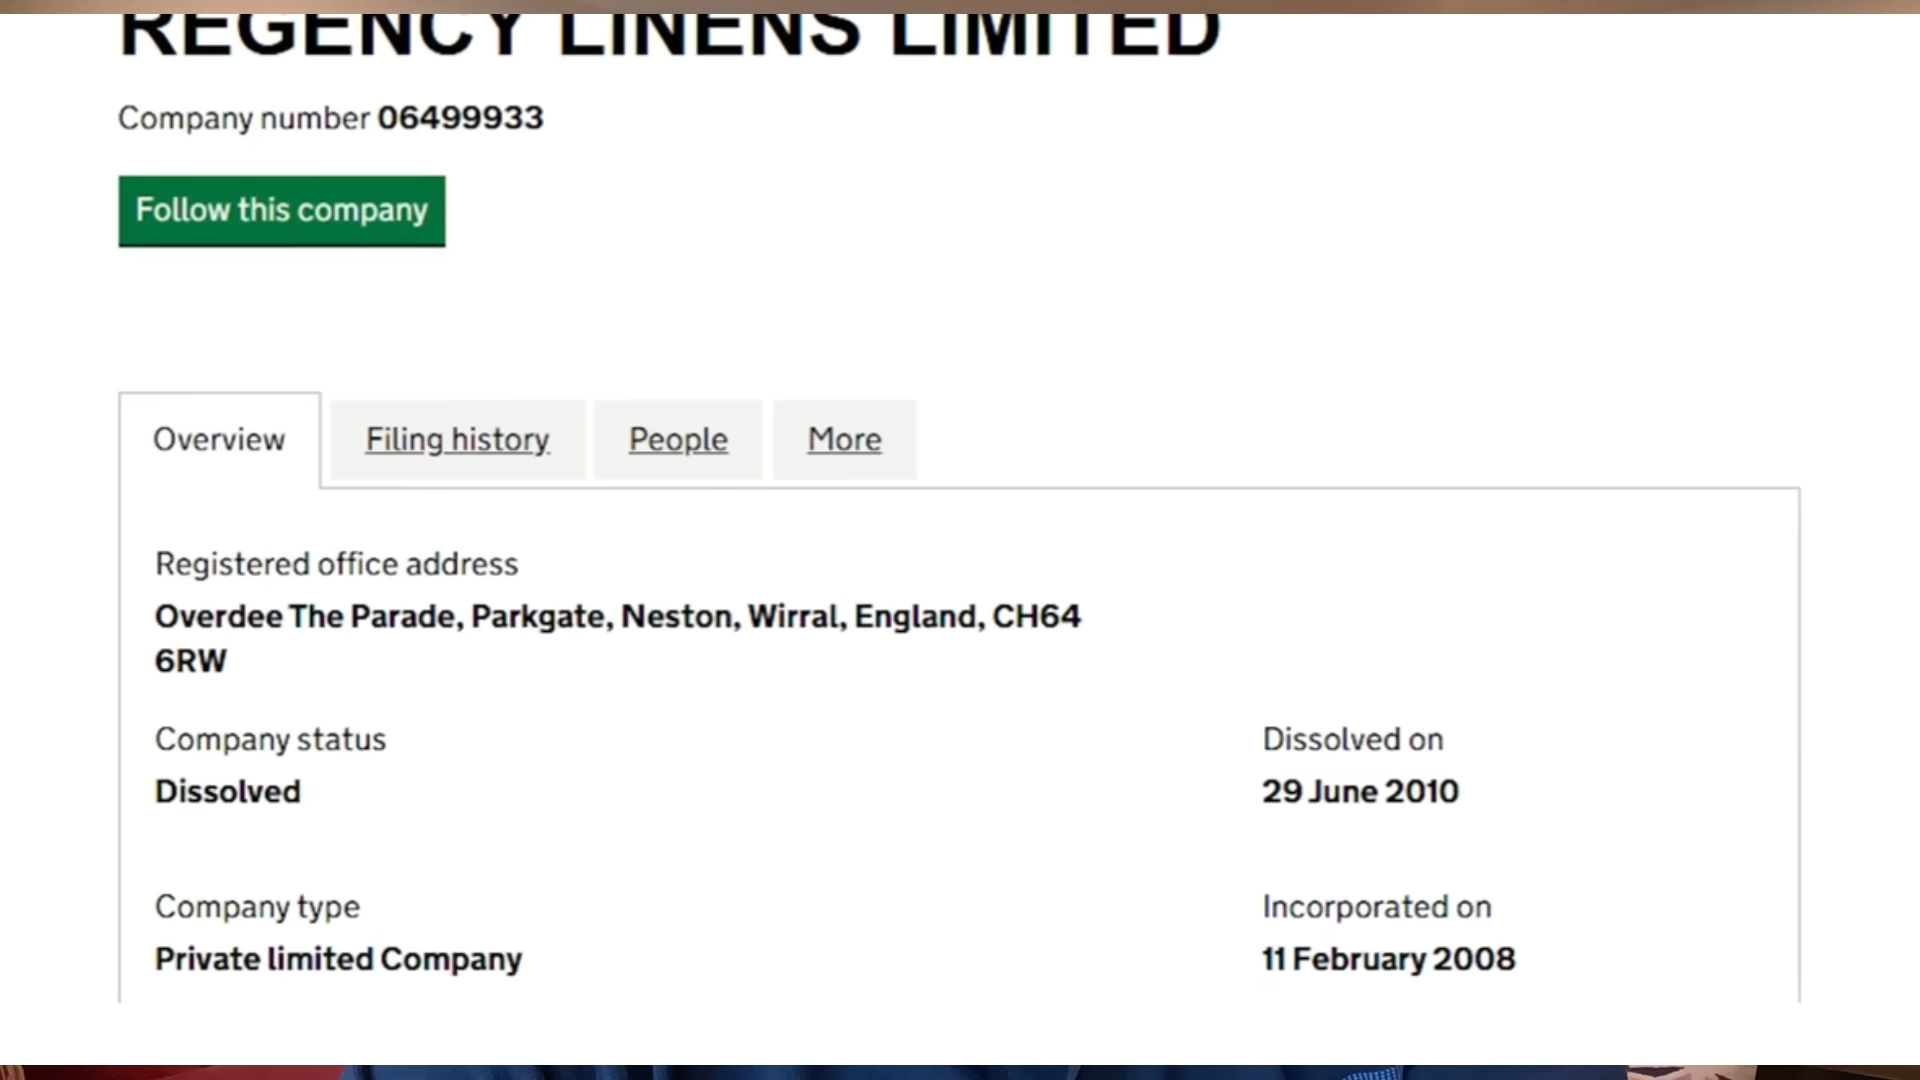 REGENCY LINENS LIMITED
Company number 06499933
Follow this company
Overview Filing history People More
Registered office address
Overdee The Parade, Parkgate, Neston, Wirral, England, CH64
6RW
Company status Dissolved on
Dissolved 29 June 2010
Company type Incorporated on
Private limited Company 11 February 2008